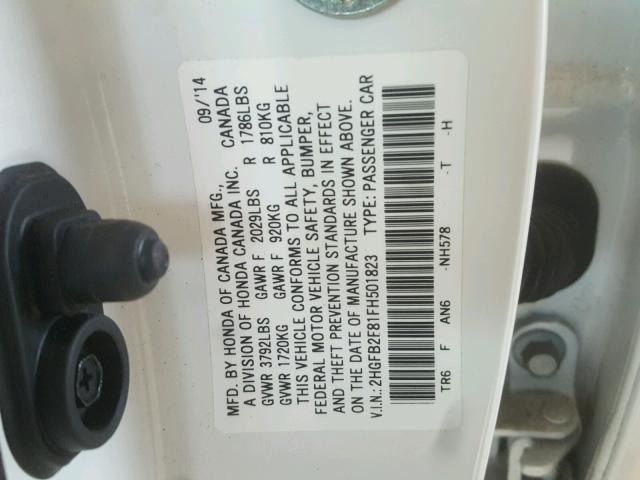 MFD. BY HONDA OF CANADA MFG., 09/'14
A DIVISION OF HONDA CANADA INC. CANADA
GVWR 3792LBS GAWR F 2029LBS R 1786LBS
GVWR 1720KG GAWR F 920KG R 810KG
THIS VEHICLE CONFORMS TO ALL APPLICABLE
FEDERAL MOTOR VEHICLE SAFETY, BUMPER,
AND THEFT PREVENTION STANDARDS IN EFFECT
ON THE DATE OF MANUFACTURE SHOWN ABOVE.
V.I.N.: 2HGFB2F81FH501823 TYPE: PASSENGER CAR
TR6 F AN6 -NH578 -T -H